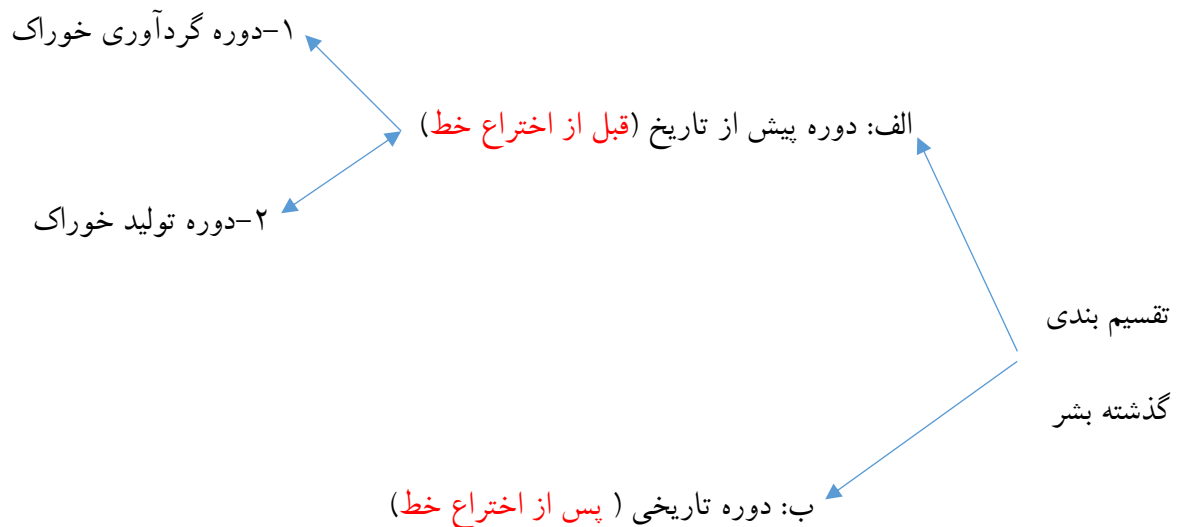 ۱-دوره گردآوری خوراک
الف: دوره پیش از تاریخ (قبل از اختراع خط)
۲-دوره تولید خوراک
تقسیم بندی
گذشته بشر
ب: دوره تاریخی ( پس از اختراع خط)